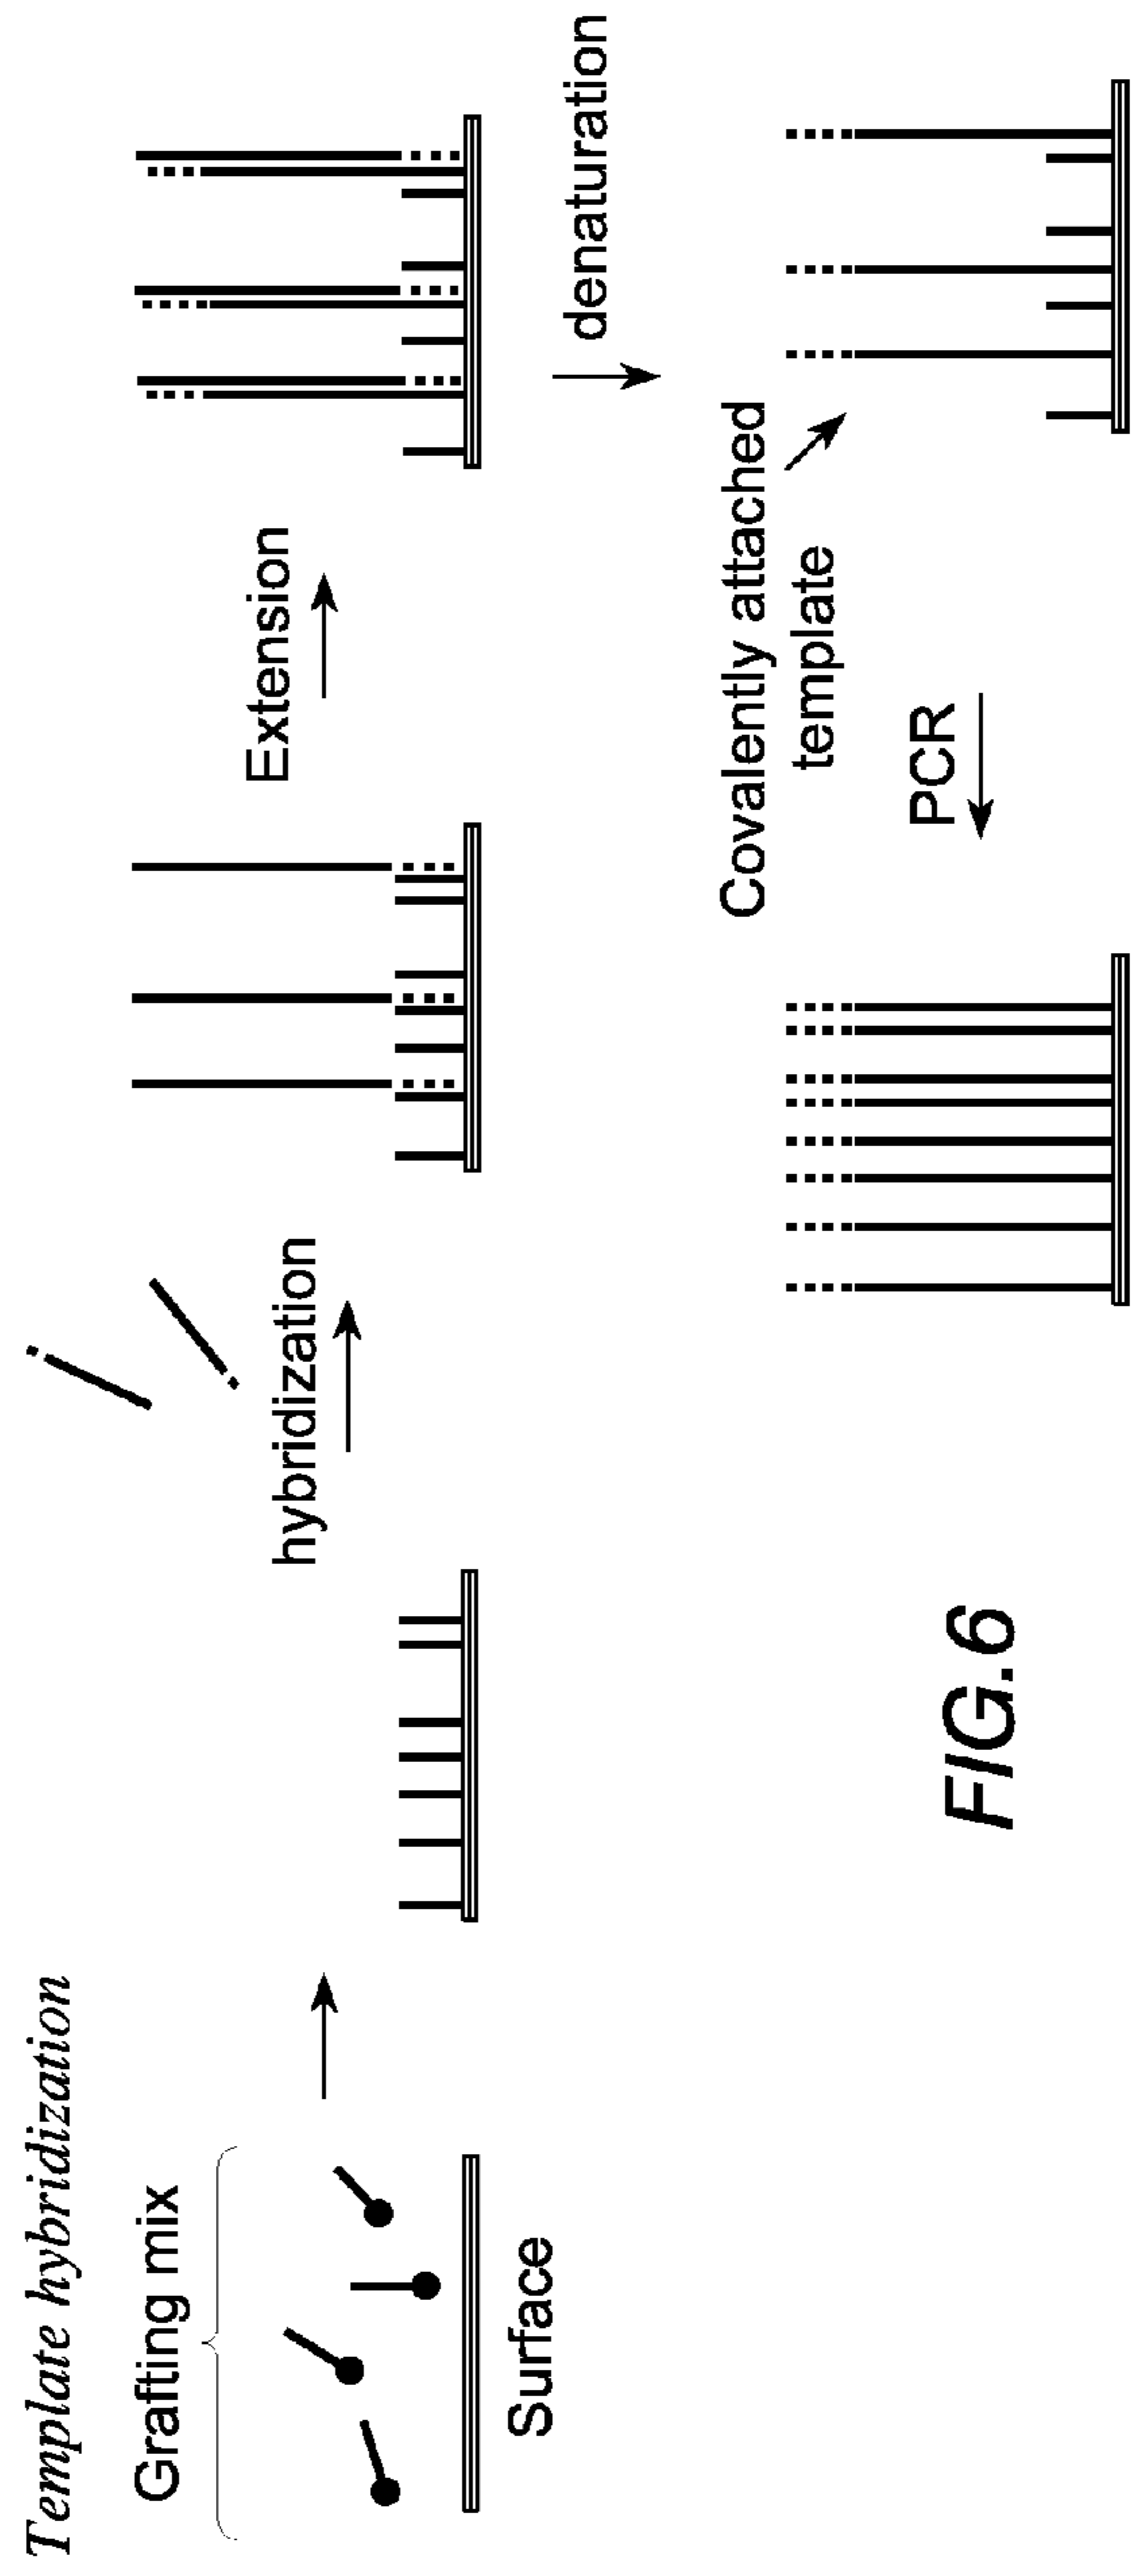 Template hybridization
Grafting mix
Surface
hybridization
Extension
denaturation
Covalently attached
template
PCR
FIG.6